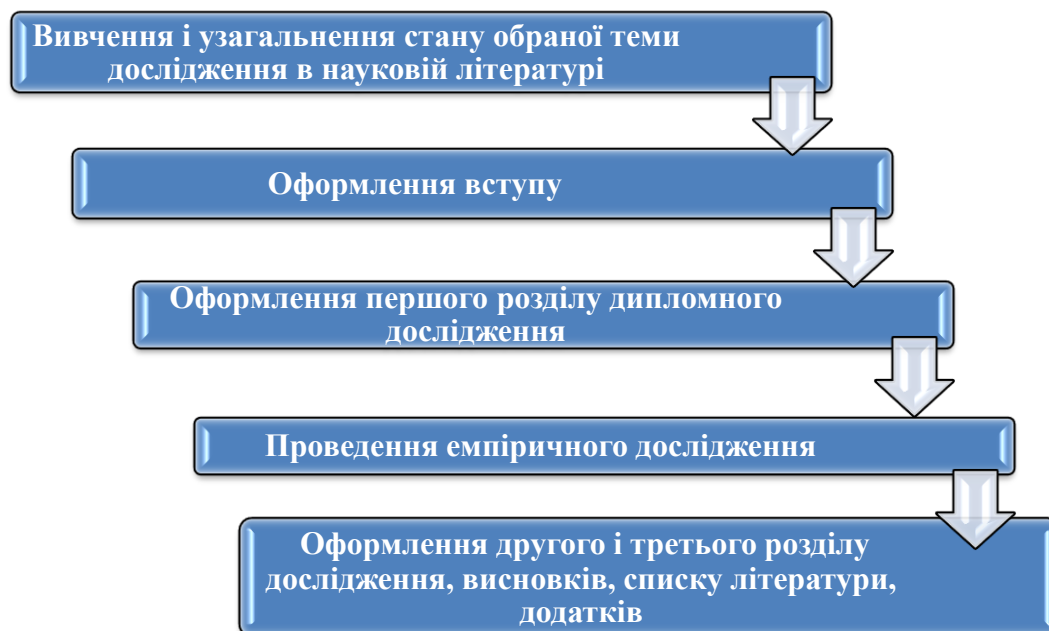 Вивчення і узагальнення стану обраної теми
дослідження в науковій літературі
Оформлення вступу
Оформлення першого розділу дипломного
дослідження
Проведення емпіричного дослідження
Оформлення другого і третього розділу
дослідження, висновків, списку літератури,
додатків